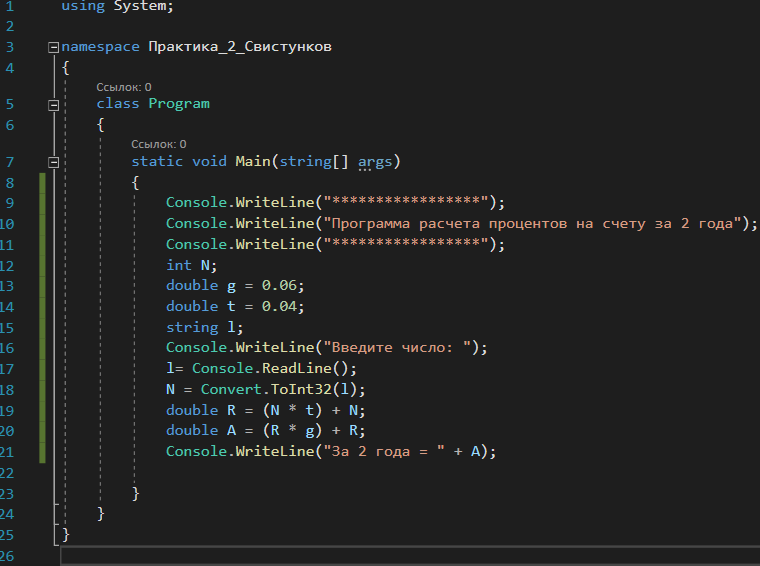 1 using System;
2
3 namespace Практика_2_Свистунков
4 {
Ссылок: 0
5 class Program
6 {
Ссылок: 0
7 static void Main(string[] args)
8 {
9 Console.WriteLine("*****************");
10 Console.WriteLine("Программа расчета процентов на счету за 2 года");
11 Console.WriteLine("*****************");
12 int N;
13 double g = 0.06;
14 double t = 0.04;
15 string l;
16 Console.WriteLine("Введите число: ");
17 l= Console.ReadLine();
18 N = Convert.ToInt32(l);
19 double R = (N * t) + N;
20 double A = (R * g) + R;
21 Console.WriteLine("За 2 года = " + A);
22
23 }
24 }
25 }
26